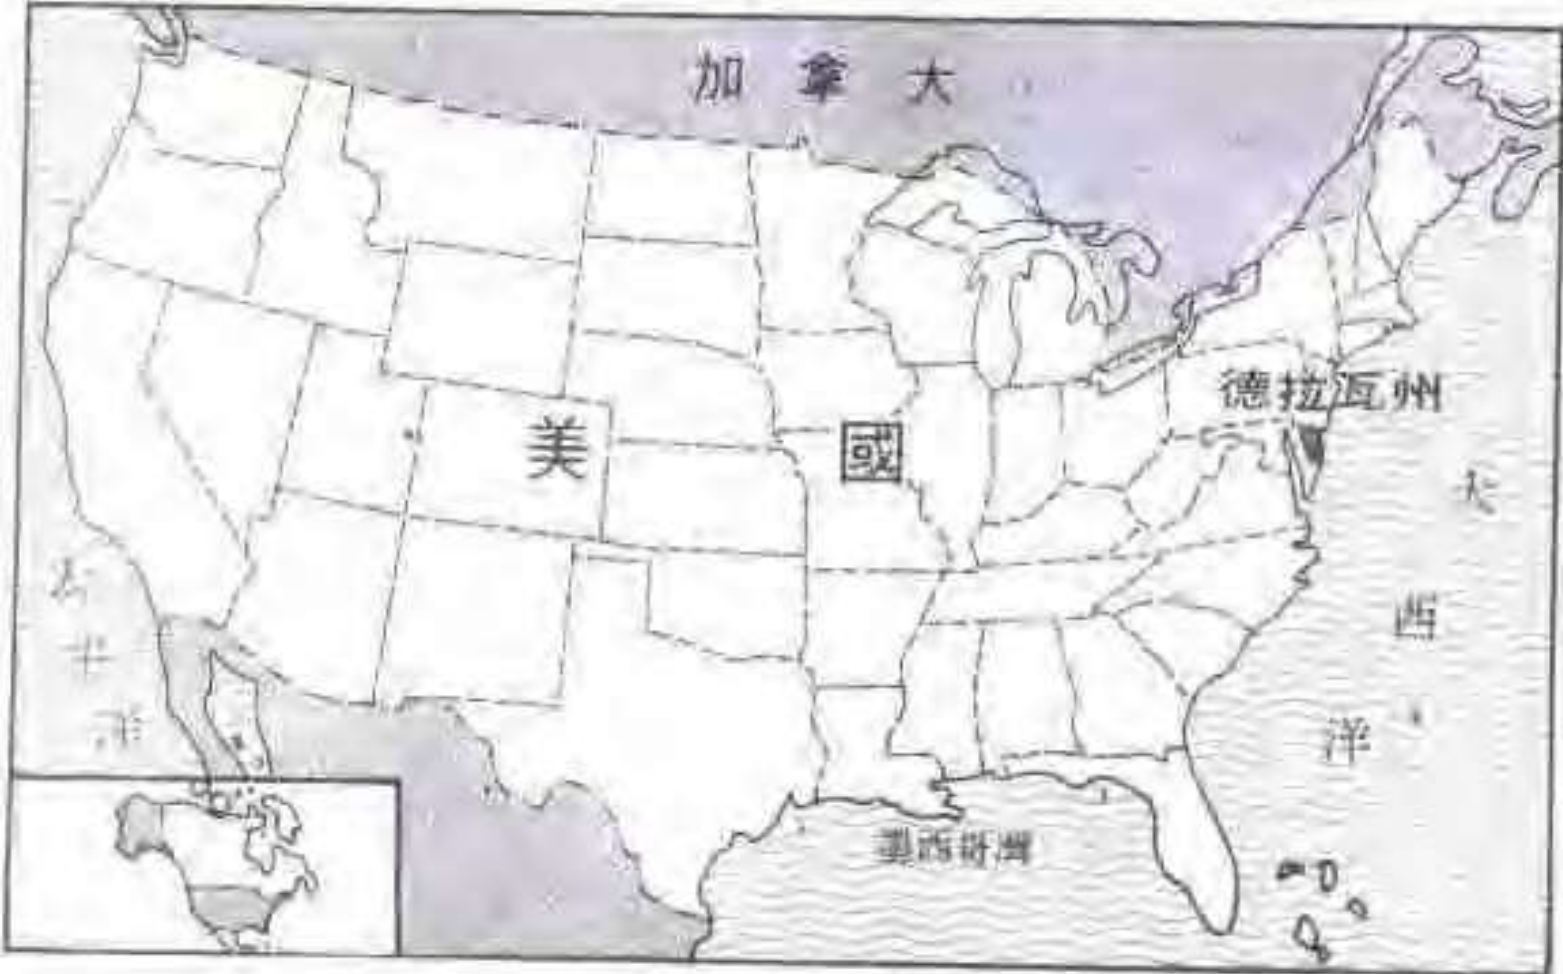 加拿大
德拉瓦州
美國
大西洋
太平洋
墨西哥灣